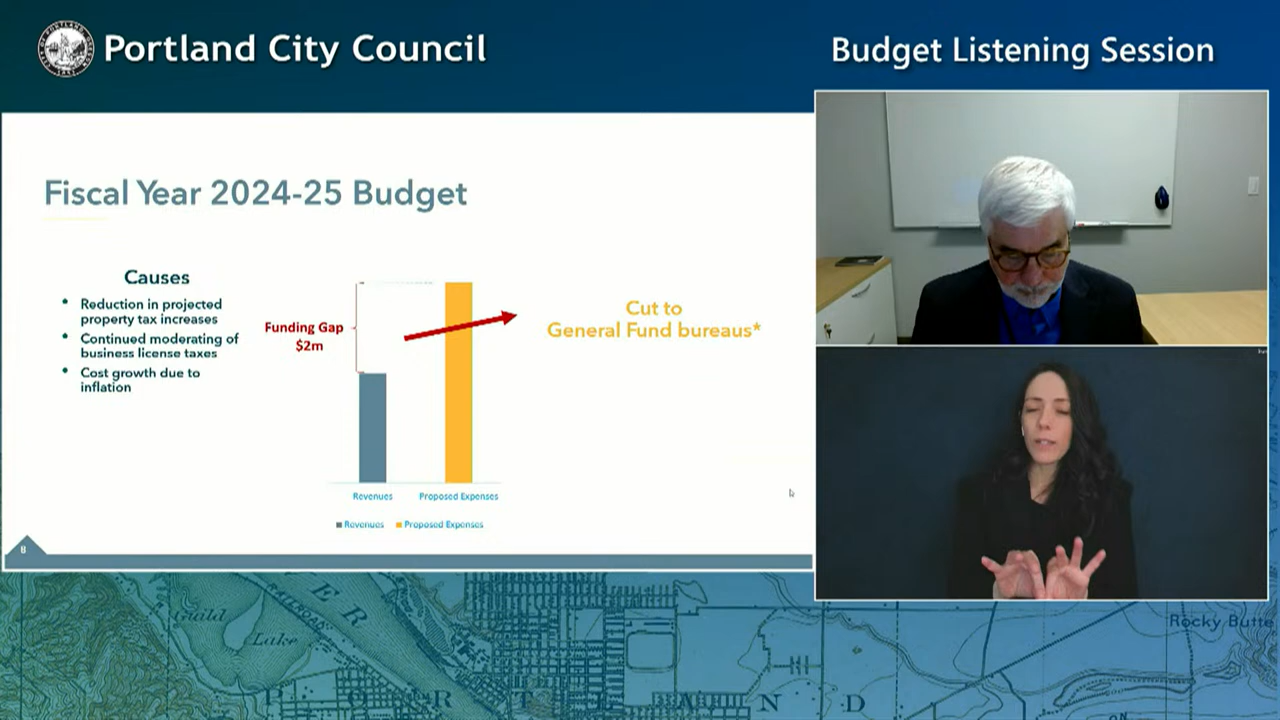 Portland City Council
Budget Listening Session
Fiscal Year 2024-25 Budget
Causes
• Reduction in projected
property tax increases
• Continued moderating of
business license taxes
• Cost growth due to
inflation
Funding Gap
$2m
Cut to
General Fund bureaus*
Revenues
Proposed Expenses
Revenues
Proposed Expenses
8
Guild
Lake
Rocky Butte
P O R T L A N D